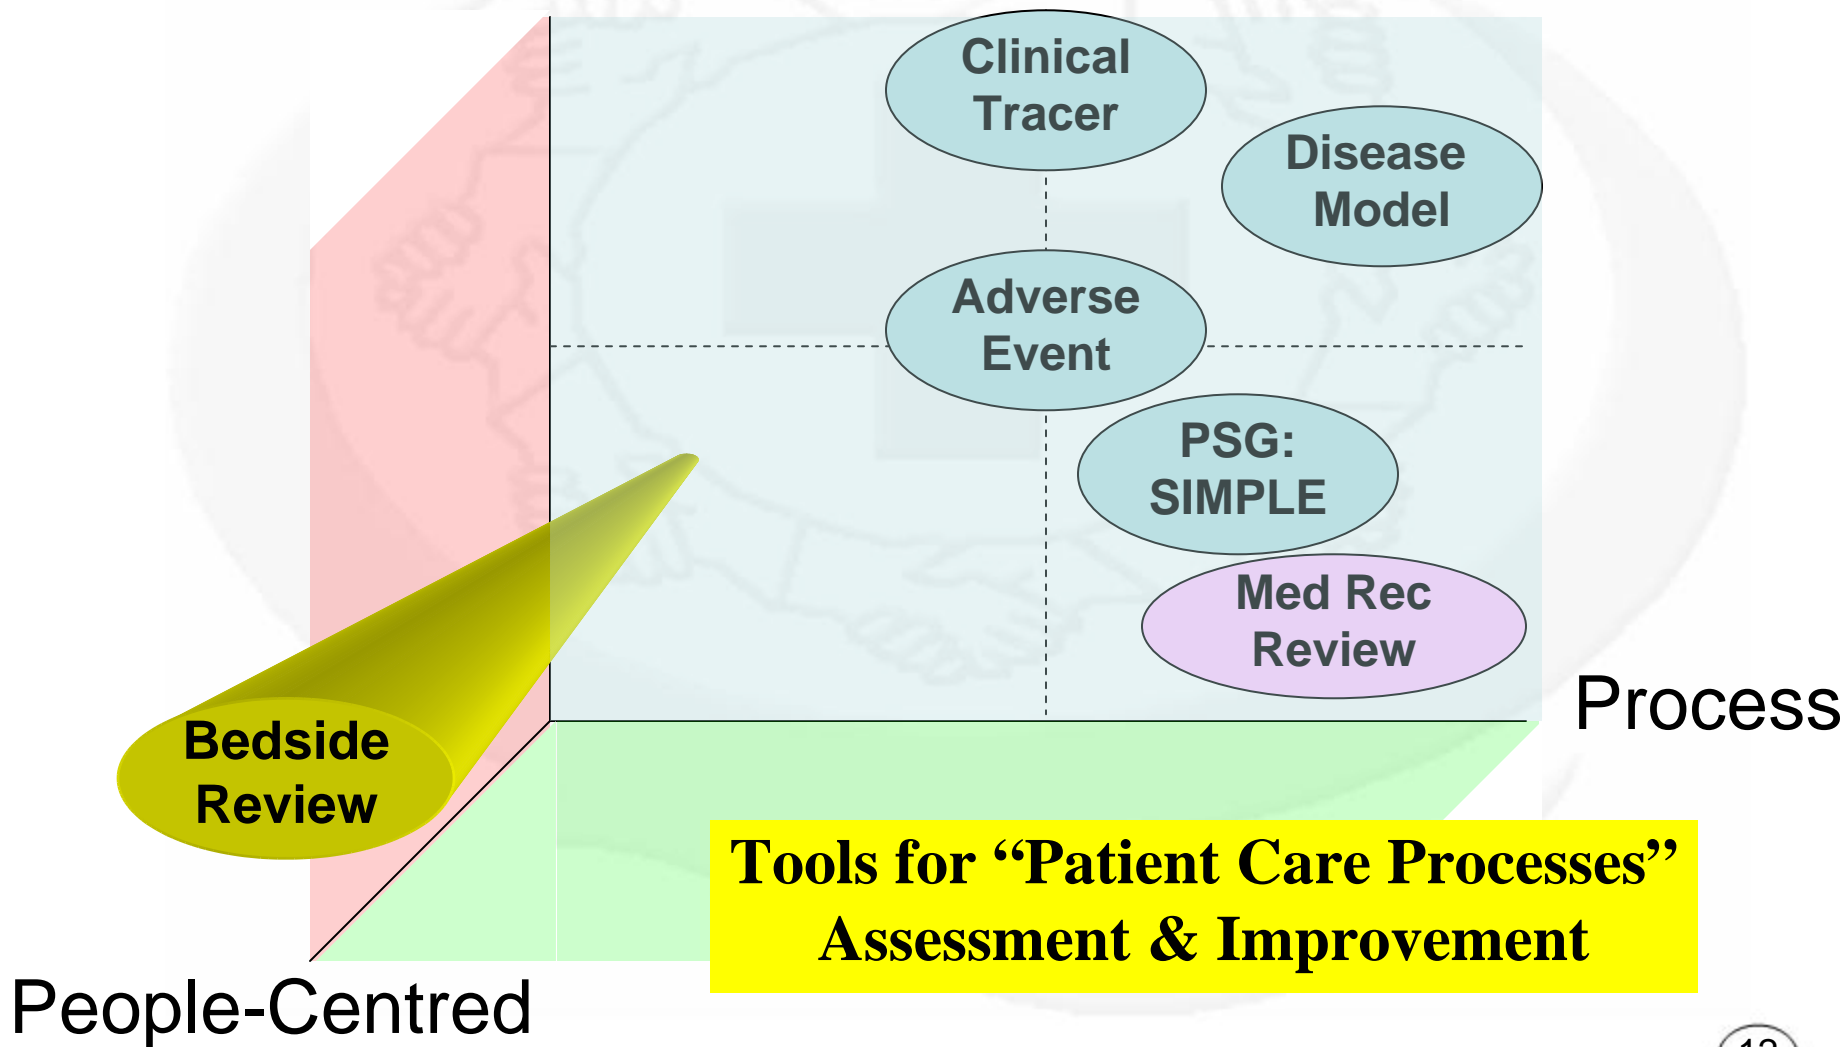 Clinical
Tracer
Disease
Model
Adverse
Event
PSG:
SIMPLE
Med Rec
Review
Process
Bedside
Review
Tools for “Patient Care Processes”
Assessment & Improvement
People-Centred